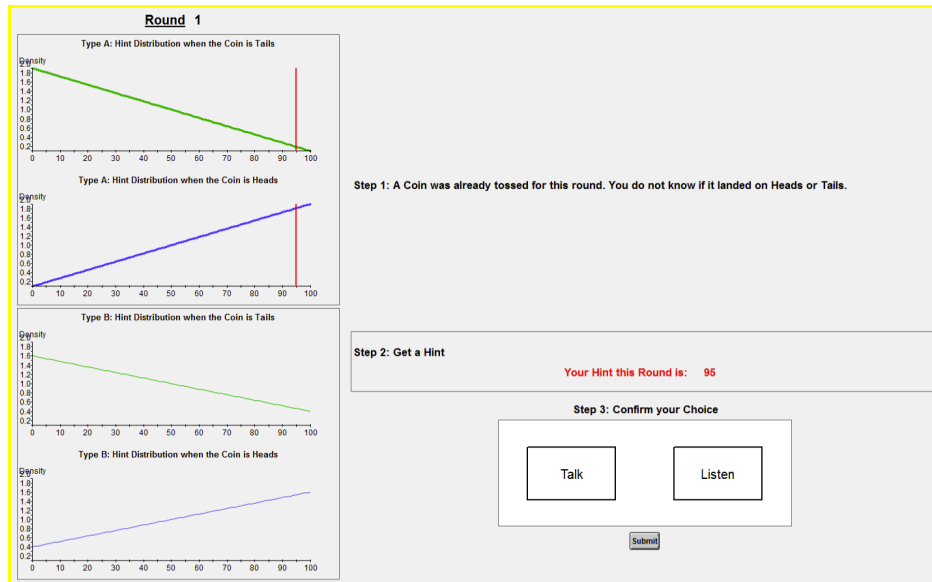 Round 1
Type A: Hint Distribution when the Coin is Tails
Density
2.0
1.8
1.6
1.4
1.2
1.0
0.8
0.6
0.4
0.2
0 10 20 30 40 50 60 70 80 90 100
Type A: Hint Distribution when the Coin is Heads
Density
2.0
1.8
1.6
1.4
1.2
1.0
0.8
0.6
0.4
0.2
0 10 20 30 40 50 60 70 80 90 100
Type B: Hint Distribution when the Coin is Tails
Density
2.0
1.8
1.6
1.4
1.2
1.0
0.8
0.6
0.4
0.2
0 10 20 30 40 50 60 70 80 90 100
Type B: Hint Distribution when the Coin is Heads
Density
2.0
1.8
1.6
1.4
1.2
1.0
0.8
0.6
0.4
0.2
0 10 20 30 40 50 60 70 80 90 100
Step 1: A Coin was already tossed for this round. You do not know if it landed on Heads or Tails.
Step 2: Get a Hint
Your Hint this Round is: 95
Step 3: Confirm your Choice
Talk Listen
Submit